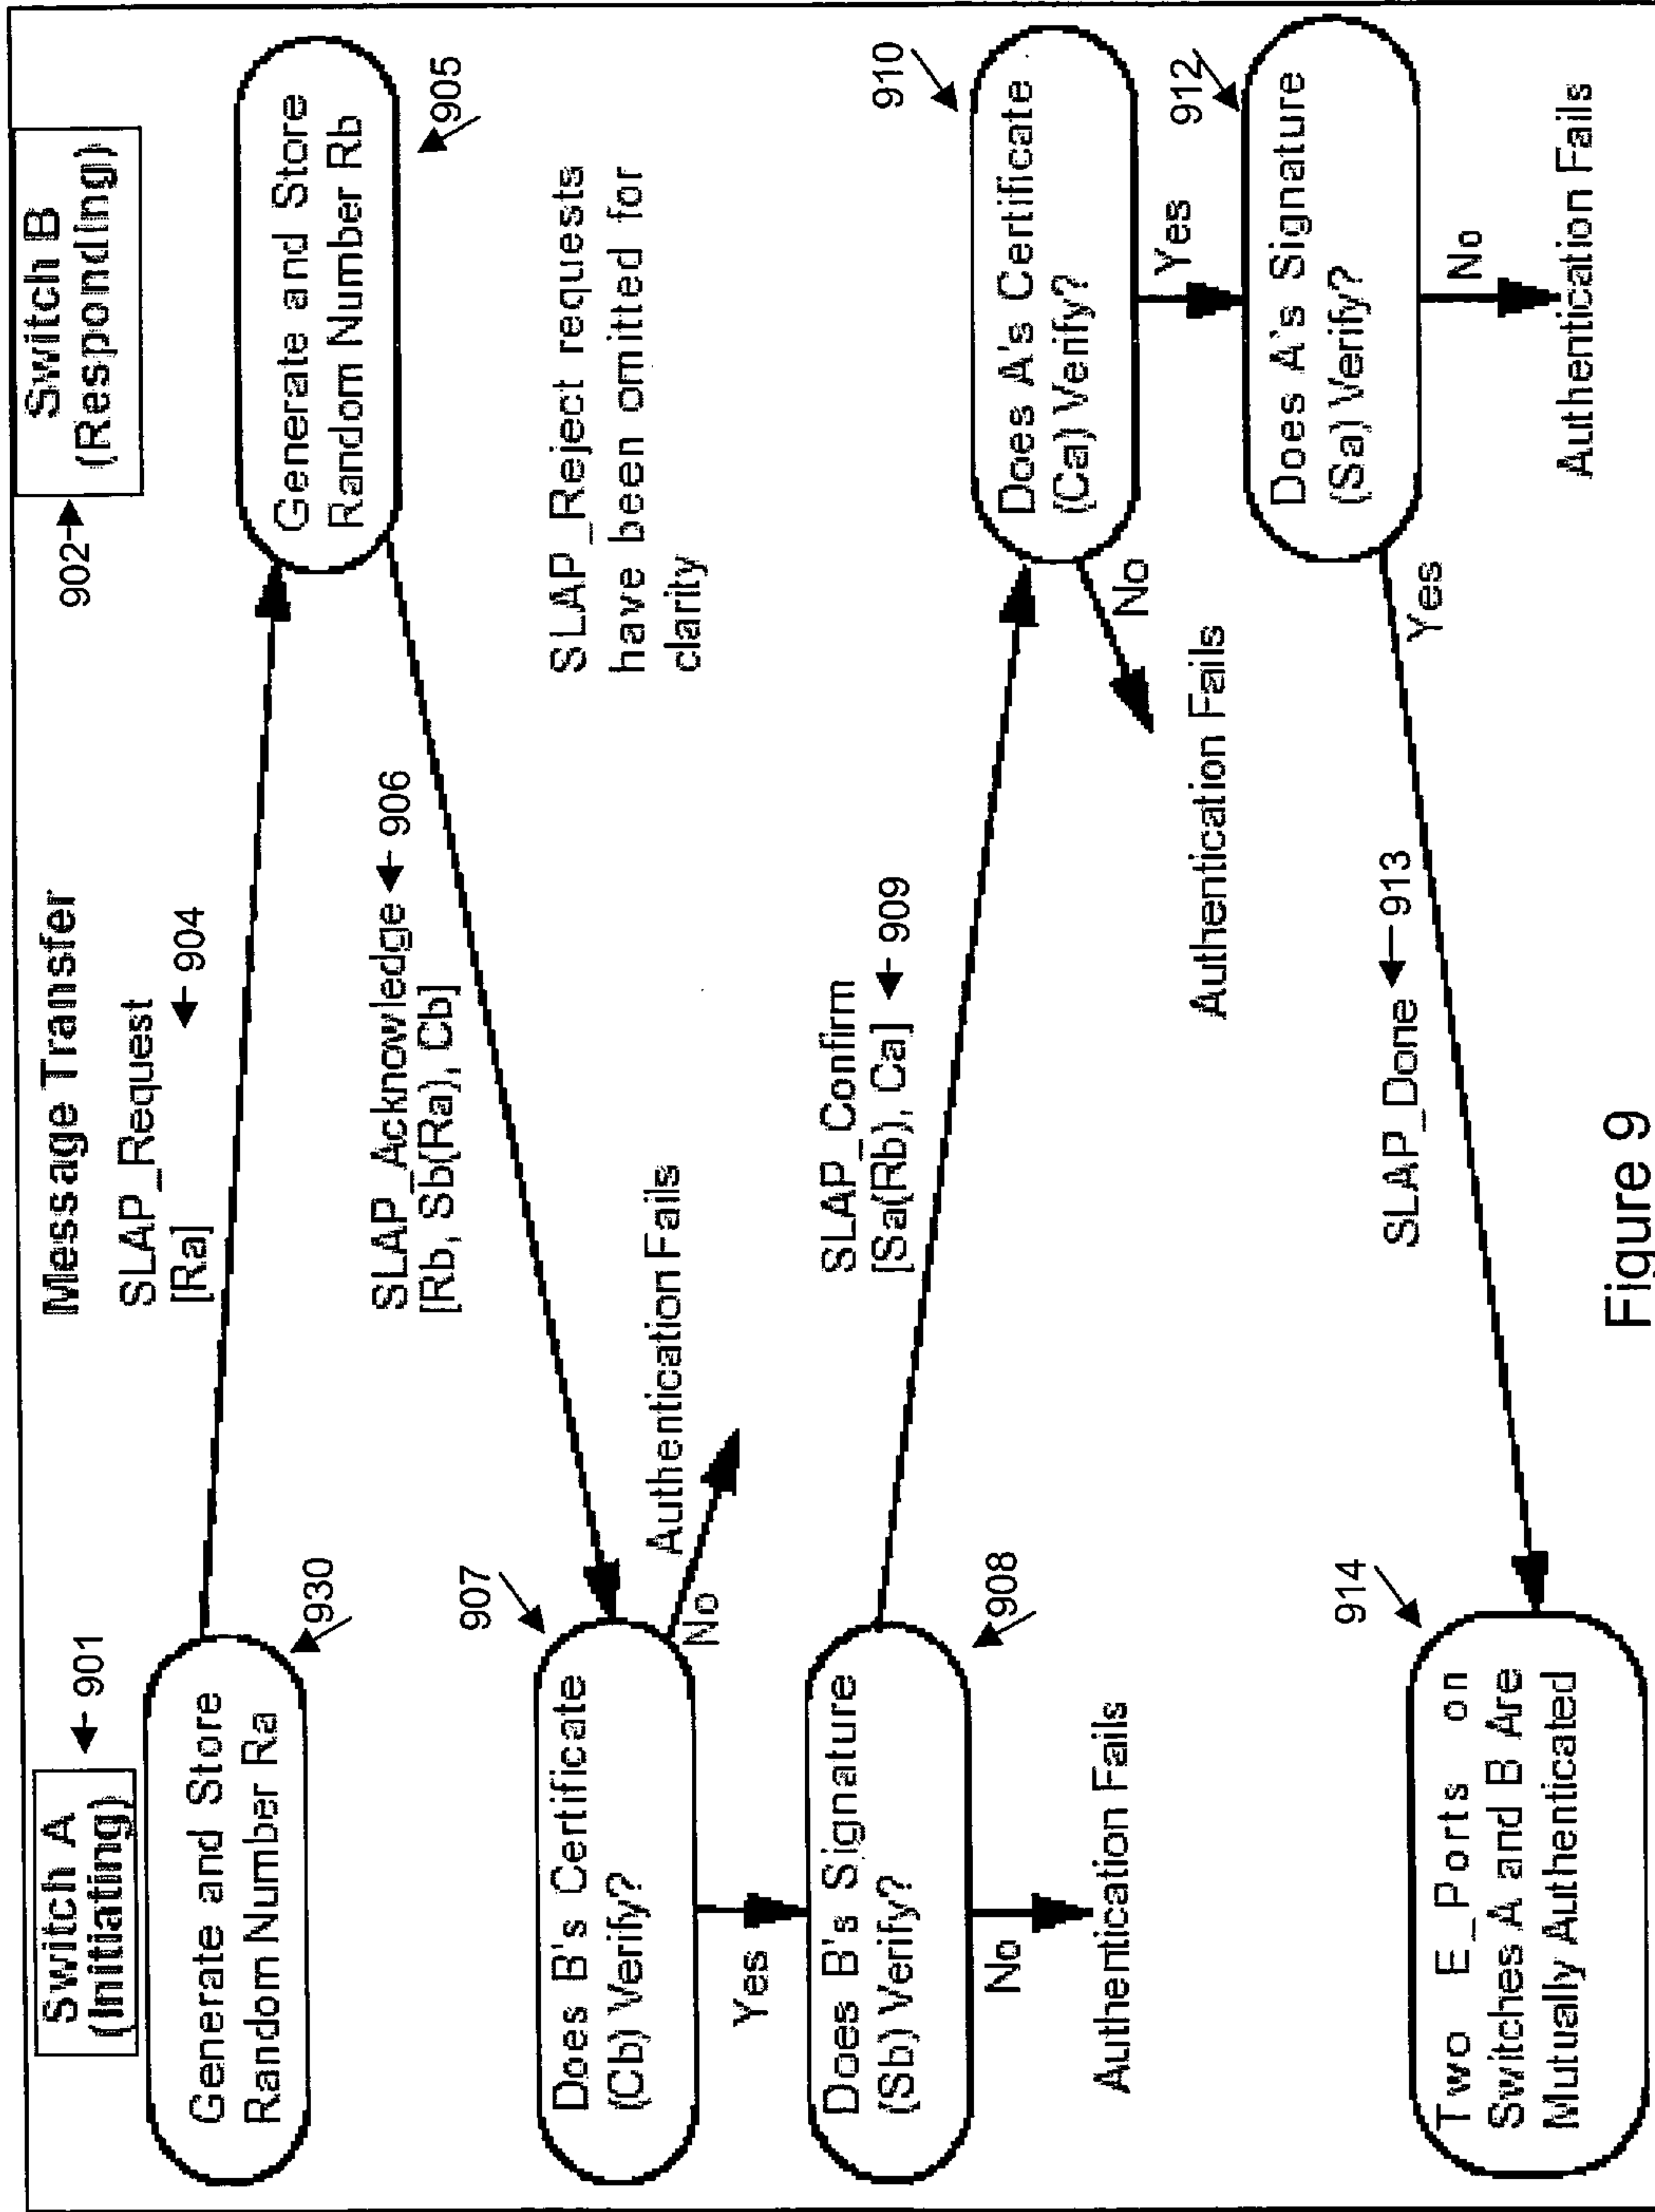 Switch A
(Initiating)
901
Message Transfer
Switch B
(Responding)
902
Generate and Store
Random Number Ra
930
SLAP_Request
[Ra]
904
Generate and Store
Random Number Rb
905
SLAP_Acknowledge
[Rb, Sb(Ra), Cb]
906
SLAP_Reject requests
have been omitted for
clarity
907
Does B's Certificate
(Cb) Verify?
No
Authentication Fails
Yes
Does B's Signature
(Sb) Verify?
908
No
Authentication Fails
SLAP_Confirm
[Sa(Rb), Ca]
909
910
Does A's Certificate
(Ca) Verify?
No
Authentication Fails
Yes
912
Does A's Signature
(Sa) Verify?
No
Authentication Fails
Yes
SLAP_Done
913
914
Two E_Ports on
Switches A and B Are
Mutually Authenticated
Figure 9